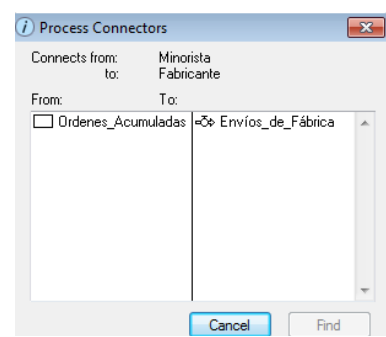 Process Connectors
Connects from: Minorista
to: Fabricante
From: To:
Ordenes_Acumuladas Envíos_de_Fábrica
Cancel Find